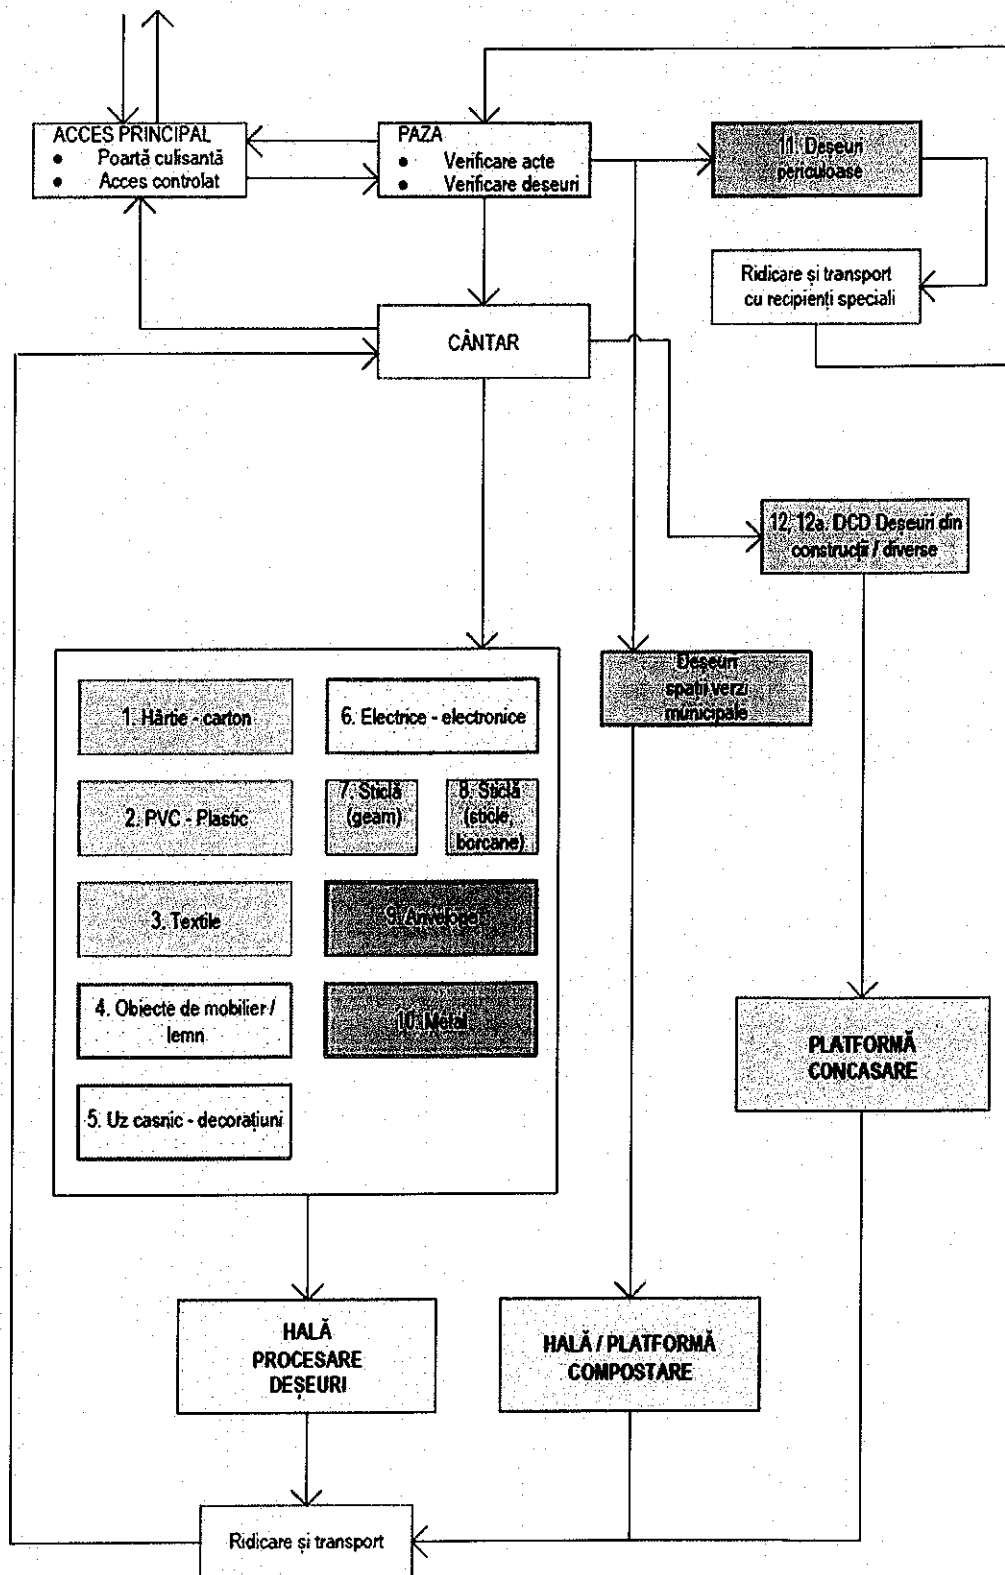 ACCES PRINCIPAL
● Poartă culisantă
● Acces controlat
PAZA
● Verificare acte
● Verificare deseuri
11. Deșeuri
periculoase
Ridicare și transport
cu recipienți speciali
CÂNTAR
12, 12a. DCD Deșeuri din
construcții / diverse
1. Hârtie - carton
2. PVC - Plastic
3. Textile
4. Obiecte de mobilier /
lemn
5. Uz casnic - decorațiuni
6. Electrice - electronice
7. Sticlă
(geam)
8. Sticlă
(sticle,
borcane)
9. Anvelope
10. Metal
Deșeuri
spații verzi
municipale
PLATFORMĂ
CONCASARE
HALĂ
PROCESARE
DEȘEURI
HALĂ / PLATFORMĂ
COMPOSTARE
Ridicare și transport